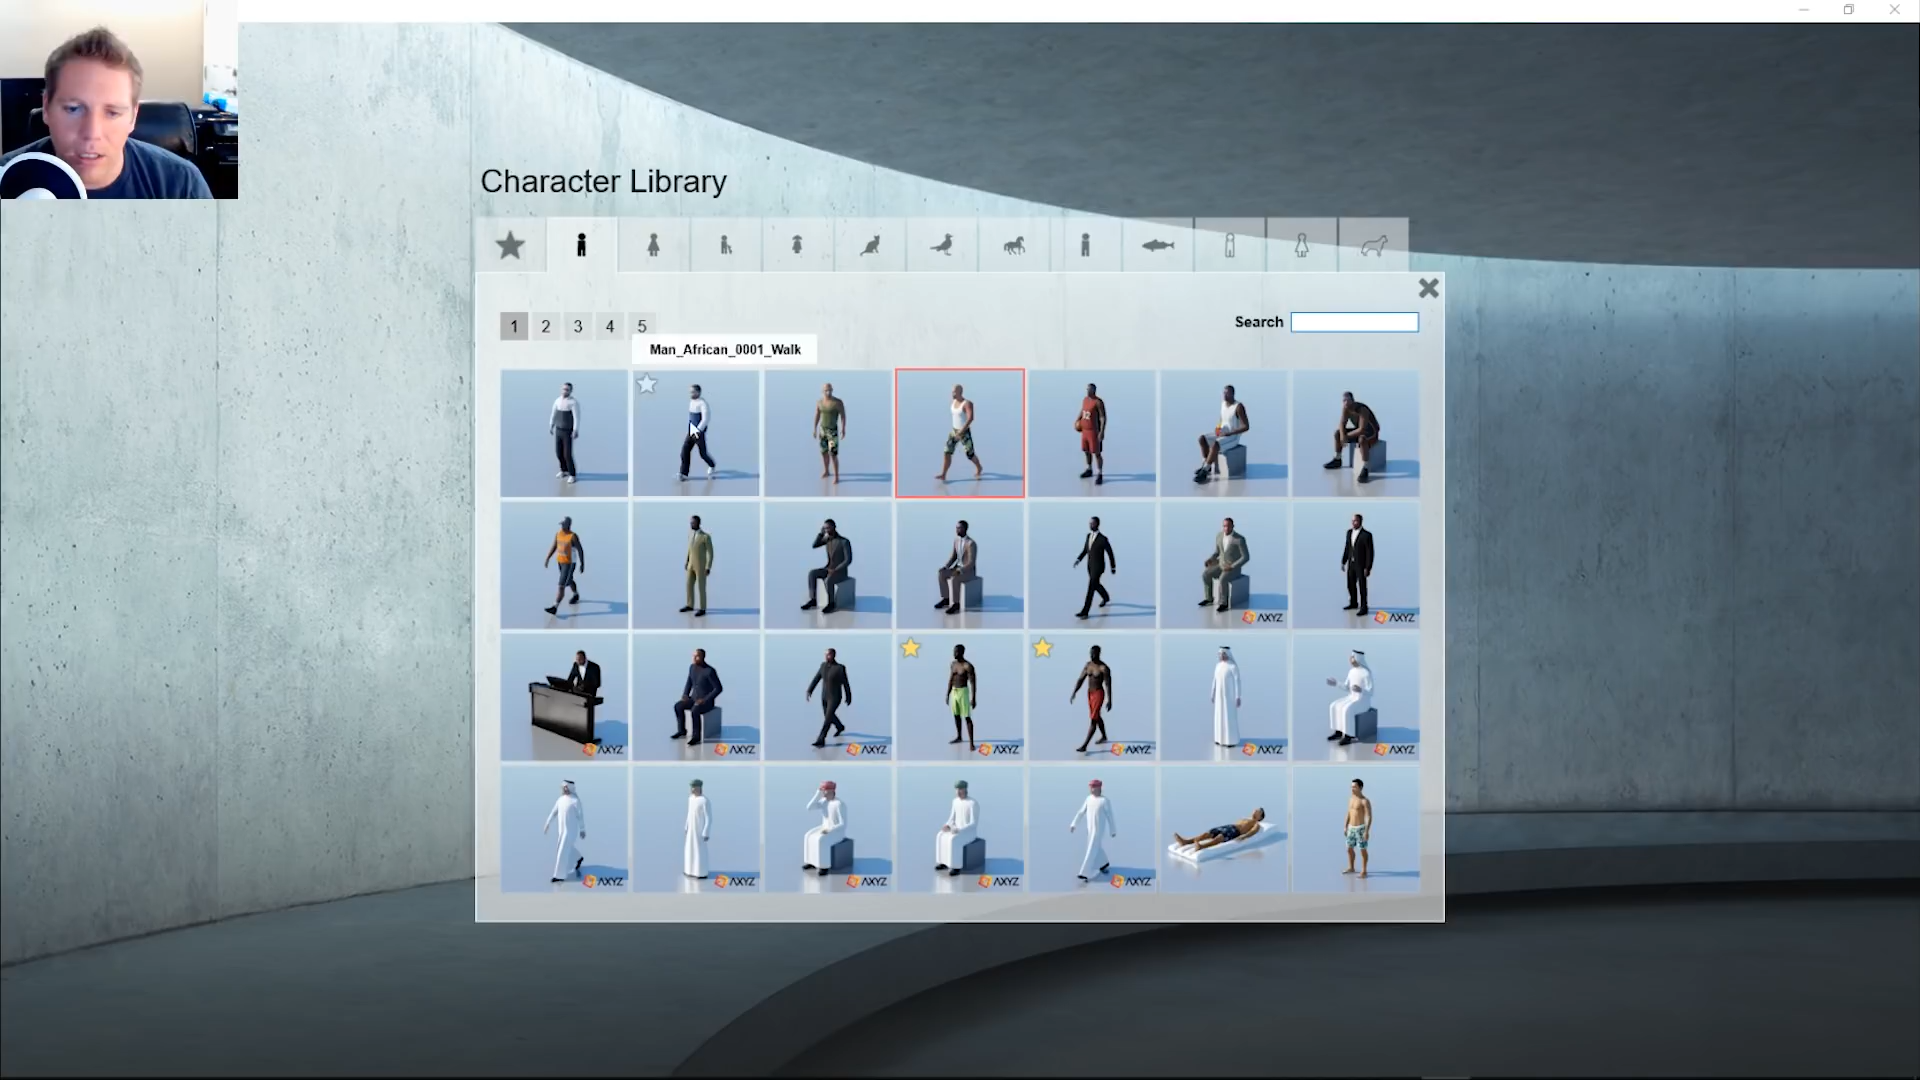 Character Library
1 2 3 4 5
Search
Man_African_0001_Walk
32
AXYZ AXYZ
AXYZ AXYZ AXYZ AXYZ AXYZ AXYZ AXYZ
AXYZ AXYZ AXYZ AXYZ AXYZ